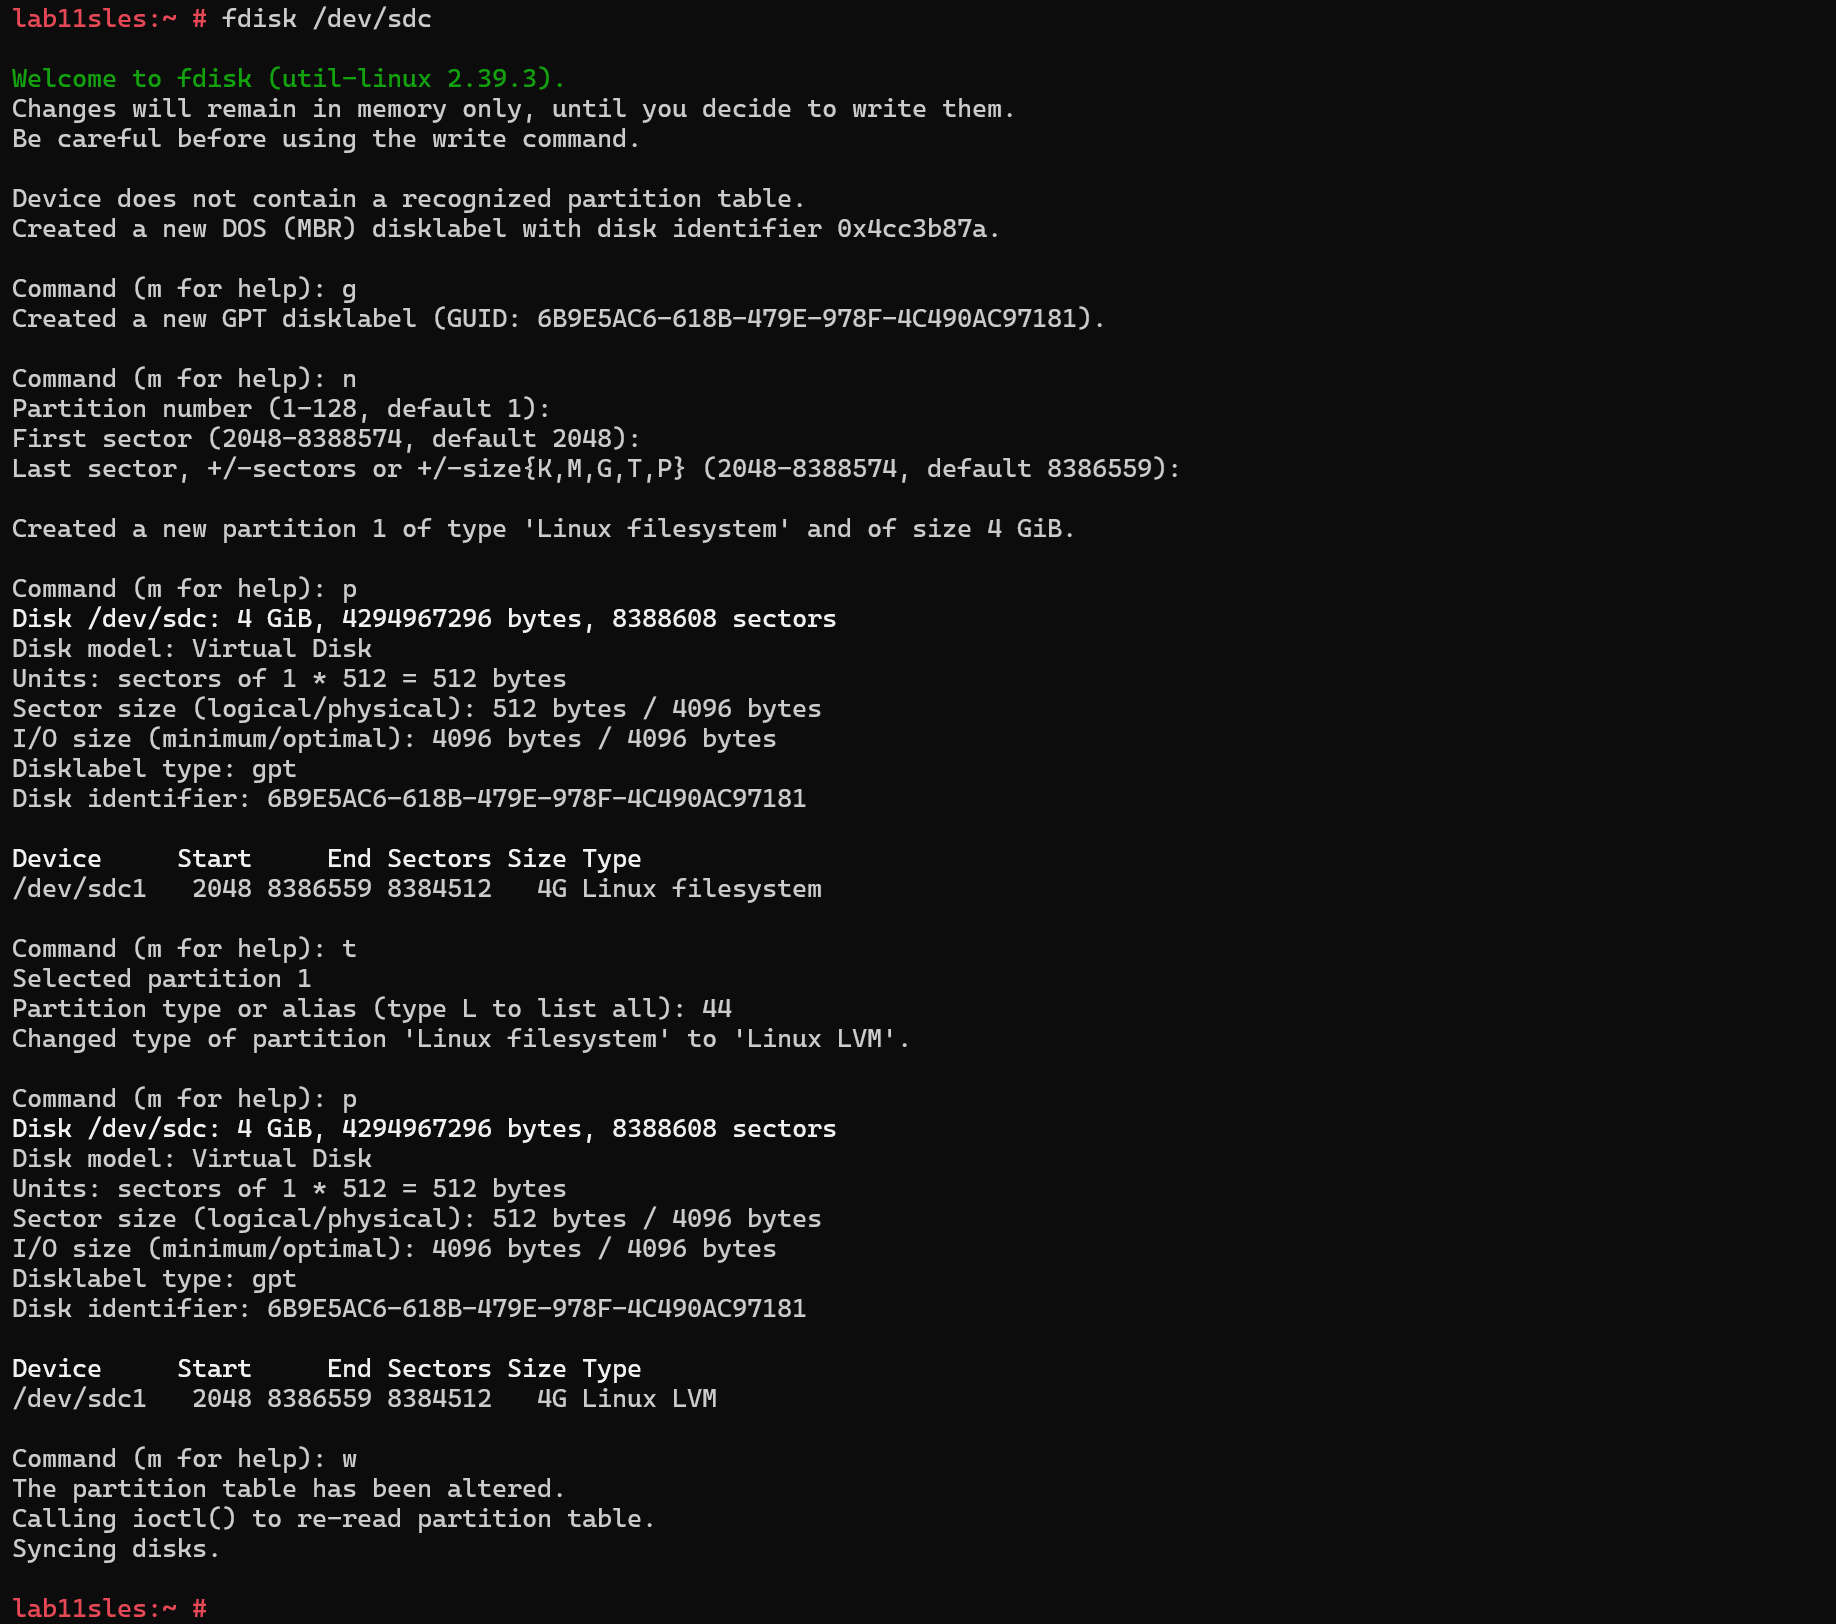 lab11sles:~ # fdisk /dev/sdc
Welcome to fdisk (util-linux 2.39.3).
Changes will remain in memory only, until you decide to write them.
Be careful before using the write command.
Device does not contain a recognized partition table.
Created a new DOS (MBR) disklabel with disk identifier 0x4cc3b87a.
Command (m for help): g
Created a new GPT disklabel (GUID: 6B9E5AC6-618B-479E-978F-4C490AC97181).
Command (m for help): n
Partition number (1-128, default 1):
First sector (2048-8388574, default 2048):
Last sector, +/-sectors or +/-size{K,M,G,T,P} (2048-8388574, default 8386559):
Created a new partition 1 of type 'Linux filesystem' and of size 4 GiB.
Command (m for help): p
Disk /dev/sdc: 4 GiB, 4294967296 bytes, 8388608 sectors
Disk model: Virtual Disk
Units: sectors of 1 * 512 = 512 bytes
Sector size (logical/physical): 512 bytes / 4096 bytes
I/O size (minimum/optimal): 4096 bytes / 4096 bytes
Disklabel type: gpt
Disk identifier: 6B9E5AC6-618B-479E-978F-4C490AC97181
Device     Start     End Sectors Size Type
/dev/sdc1   2048 8386559 8384512   4G Linux filesystem
Command (m for help): t
Selected partition 1
Partition type or alias (type L to list all): 44
Changed type of partition 'Linux filesystem' to 'Linux LVM'.
Command (m for help): p
Disk /dev/sdc: 4 GiB, 4294967296 bytes, 8388608 sectors
Disk model: Virtual Disk
Units: sectors of 1 * 512 = 512 bytes
Sector size (logical/physical): 512 bytes / 4096 bytes
I/O size (minimum/optimal): 4096 bytes / 4096 bytes
Disklabel type: gpt
Disk identifier: 6B9E5AC6-618B-479E-978F-4C490AC97181
Device     Start     End Sectors Size Type
/dev/sdc1   2048 8386559 8384512   4G Linux LVM
Command (m for help): w
The partition table has been altered.
Calling ioctl() to re-read partition table.
Syncing disks.
lab11sles:~ #